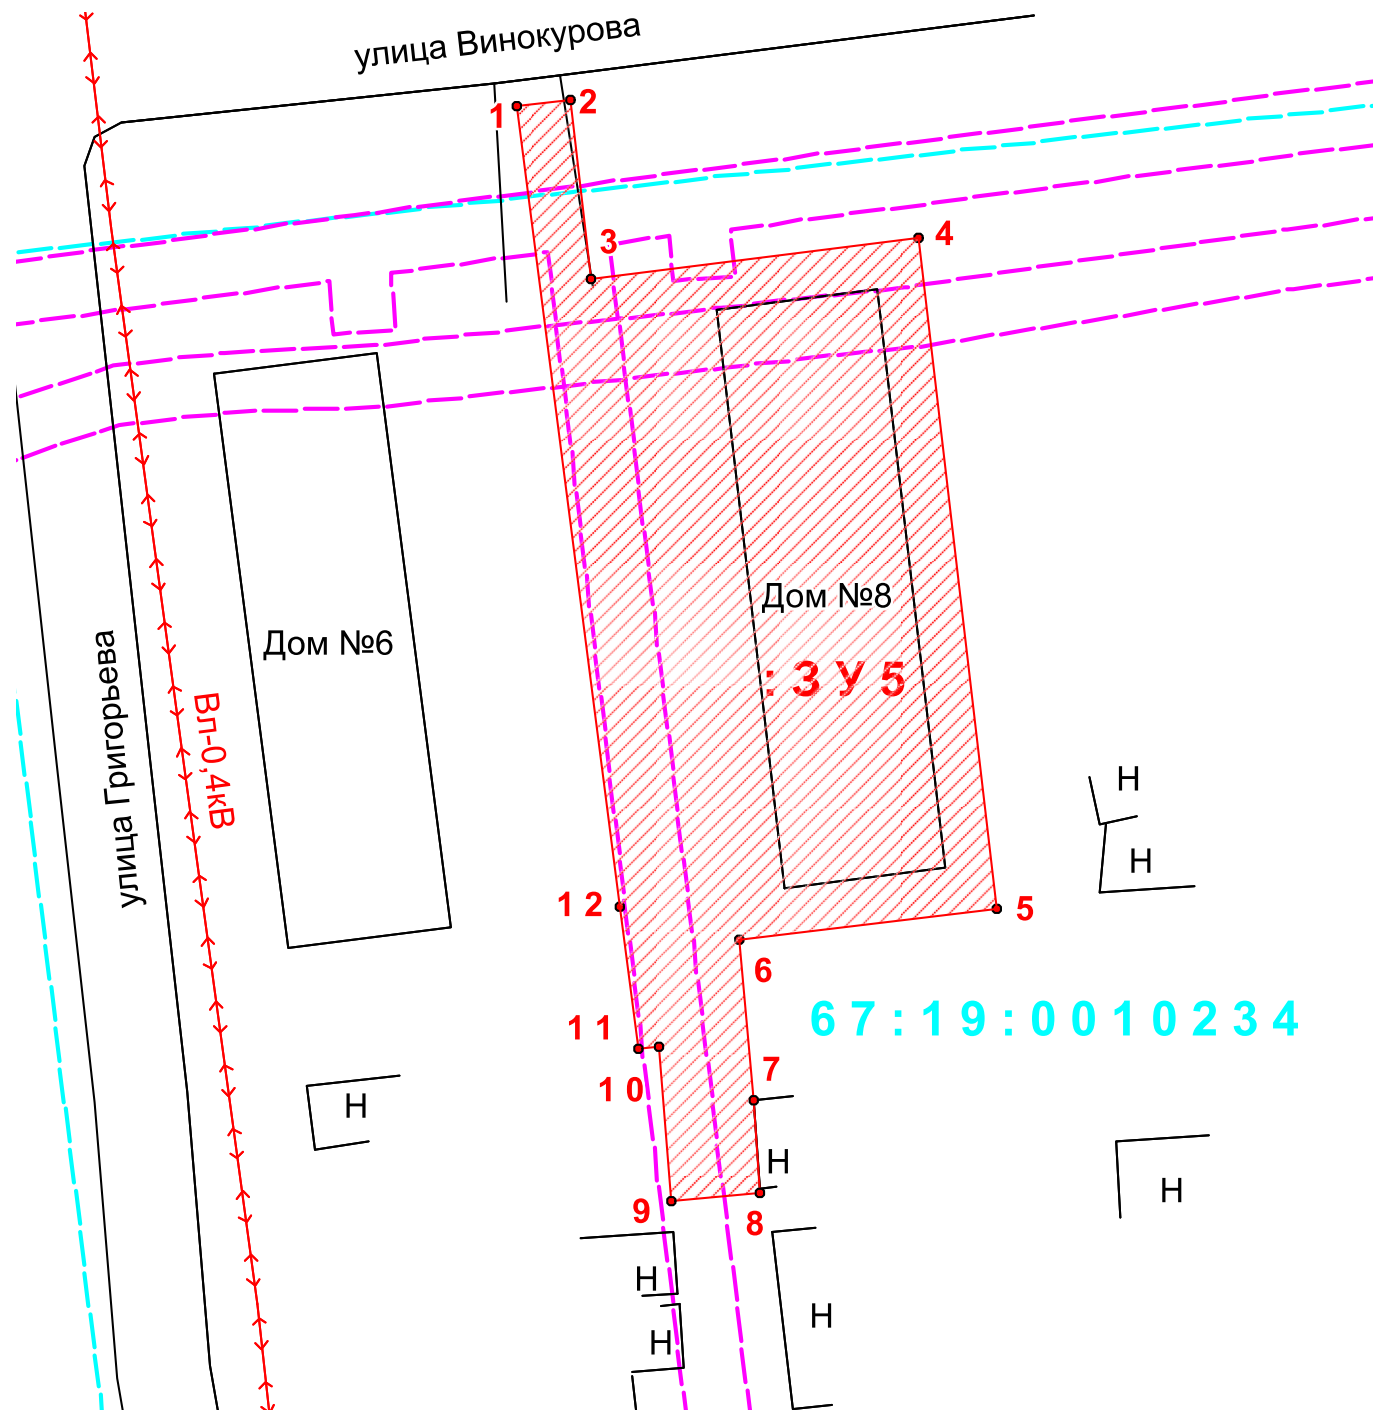 улица Винокурова
1
2
3
4
Дом №8
Дом №6
улица Григорьева
:ЗУ5
Вл-0,4кВ
Н
Н
12
5
6
67:19:0010234
11
7
10
Н
Н
Н
9
8
Н
Н
Н